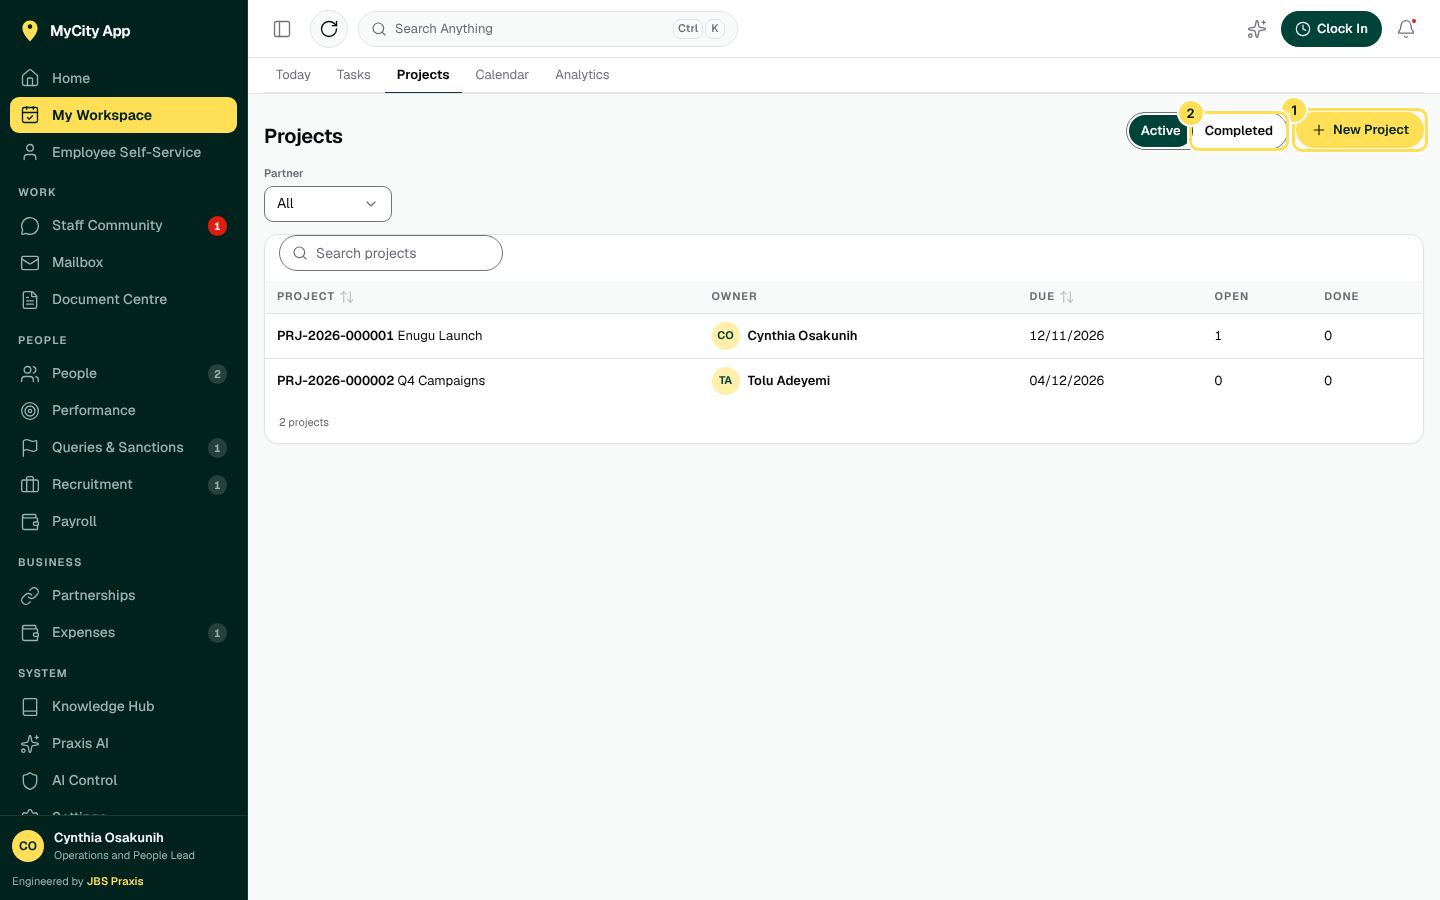 MyCity App
Home
My Workspace
Employee Self-Service
WORK
Staff Community 1
Mailbox
Document Centre
PEOPLE
People 2
Performance
Queries & Sanctions 1
Recruitment 1
Payroll
BUSINESS
Partnerships
Expenses 1
SYSTEM
Knowledge Hub
Praxis AI
AI Control
CO Cynthia Osakunih
Operations and People Lead
Engineered by JBS Praxis
Search Anything Ctrl K
Clock In
Today Tasks Projects Calendar Analytics
Projects
Active 2 Completed 1 + New Project
Partner
All
Search projects
PROJECT OWNER DUE OPEN DONE
PRJ-2026-000001 Enugu Launch CO Cynthia Osakunih 12/11/2026 1 0
PRJ-2026-000002 Q4 Campaigns TA Tolu Adeyemi 04/12/2026 0 0
2 projects